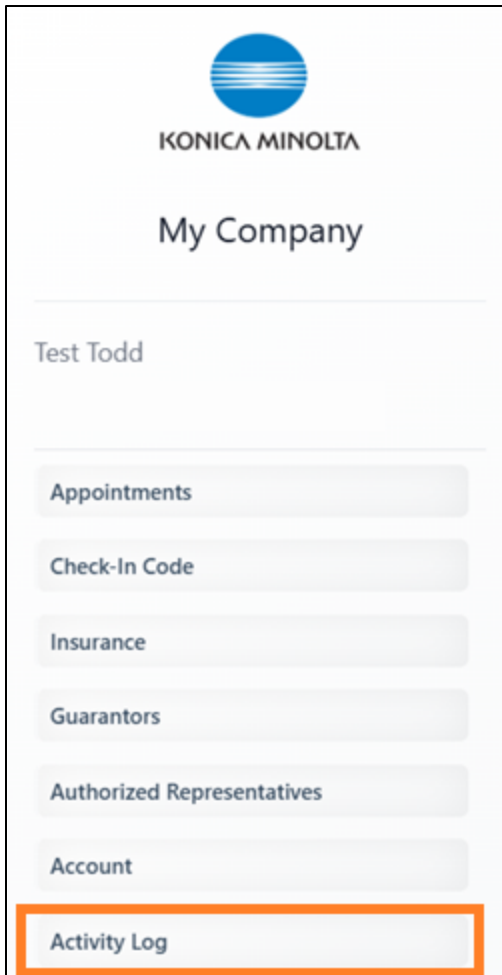 KONICA MINOLTA
My Company
Test Todd
Appointments
Check-In Code
Insurance
Guarantors
Authorized Representatives
Account
Activity Log